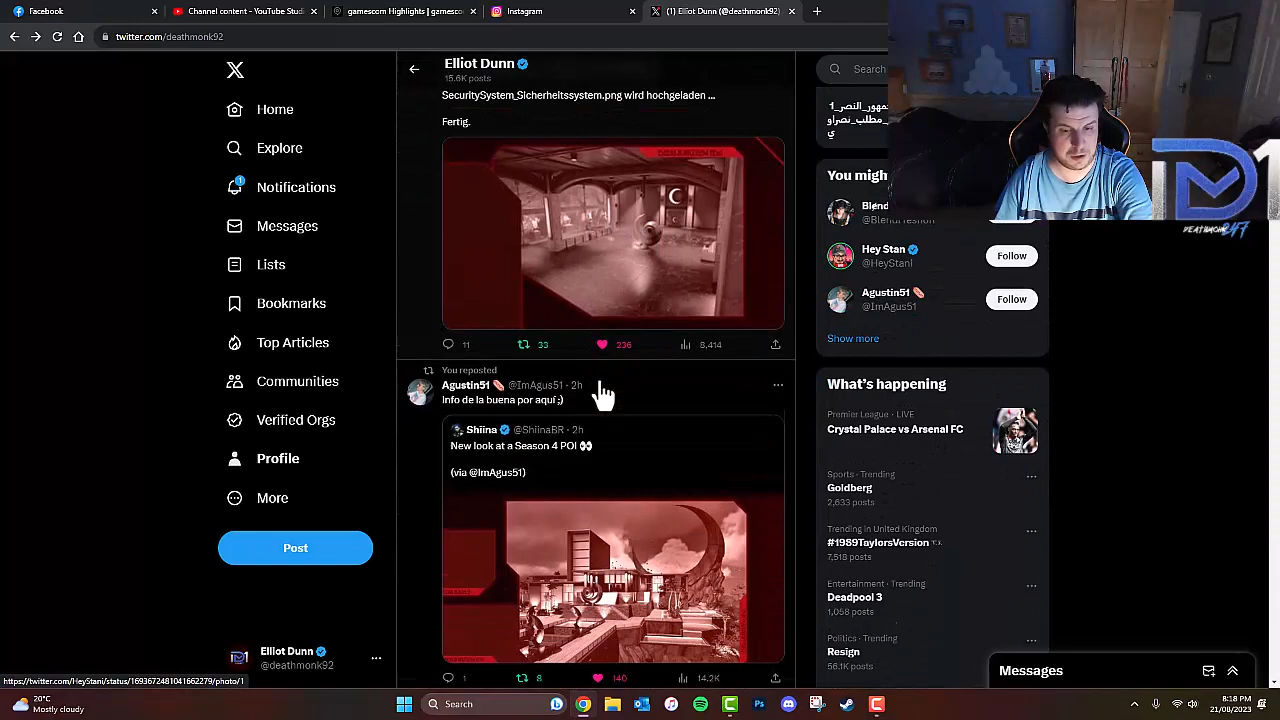 Facebook
Channel content - YouTube Studi
gamescom Highlights | gamesc
Instagram
(1) Elliot Dunn (@deathmonk92)
twitter.com/deathmonk92
Home
Explore
1
Notifications
Messages
Lists
Bookmarks
Top Articles
Communities
Verified Orgs
Profile
More
Post
Elliot Dunn
@deathmonk92
https://twitter.com/HeyStani/status/1693672481041662279/photo/1
Elliot Dunn
15.6K posts
SecuritySystem_Sicherheitssystem.png wird hochgeladen ...
Fertig.
11
33
236
8,414
You reposted
Agustin51 @ImAgus51 · 2h
Info de la buena por aquí ;)
Shiina @ShiinaBR · 2h
New look at a Season 4 POI 👀
(via @ImAgus51)
1
8
140
14.2K
Search
You migh
Hey Stan
@HeyStani
Follow
Agustin51
@ImAgus51
Follow
Show more
What's happening
Premier League · LIVE
Crystal Palace vs Arsenal FC
Sports · Trending
Goldberg
2,633 posts
Trending in United Kingdom
#1989TaylorsVersion
7,518 posts
Entertainment · Trending
Deadpool 3
1,058 posts
Politics · Trending
Resign
56.1K posts
Messages
D1
DEATHMONK
247
20°C
Mostly cloudy
Search
8:18 PM
21/08/2023